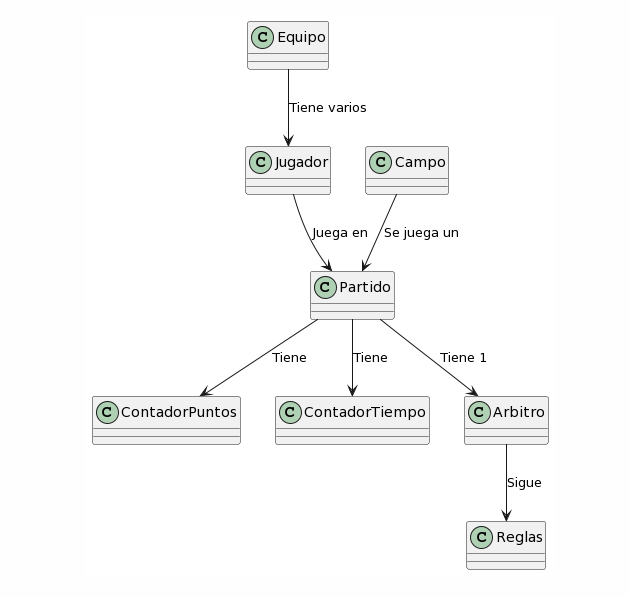 C Equipo
Tiene varios
C Jugador
C Campo
Juega en
Se juega un
C Partido
Tiene
Tiene
Tiene 1
C ContadorPuntos
C ContadorTiempo
C Arbitro
Sigue
C Reglas